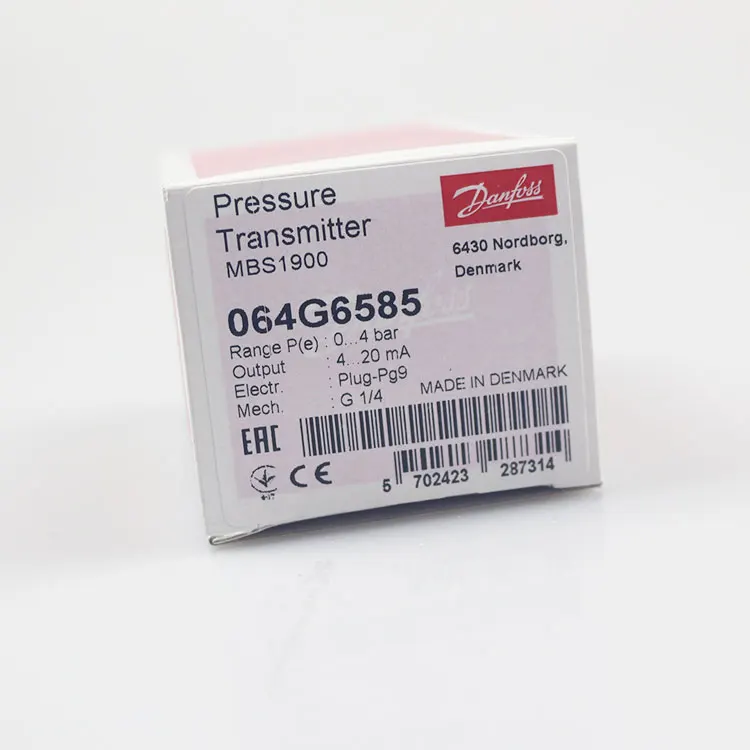 Pressure
Transmitter
MBS1900
Danfoss
6430 Nordborg,
Denmark
064G6585
Range P(e) : 0...4 bar
Output : 4...20 mA
Electr. : Plug-Pg9
Mech. : G 1/4
MADE IN DENMARK
EAC
CE
5 702423 287314